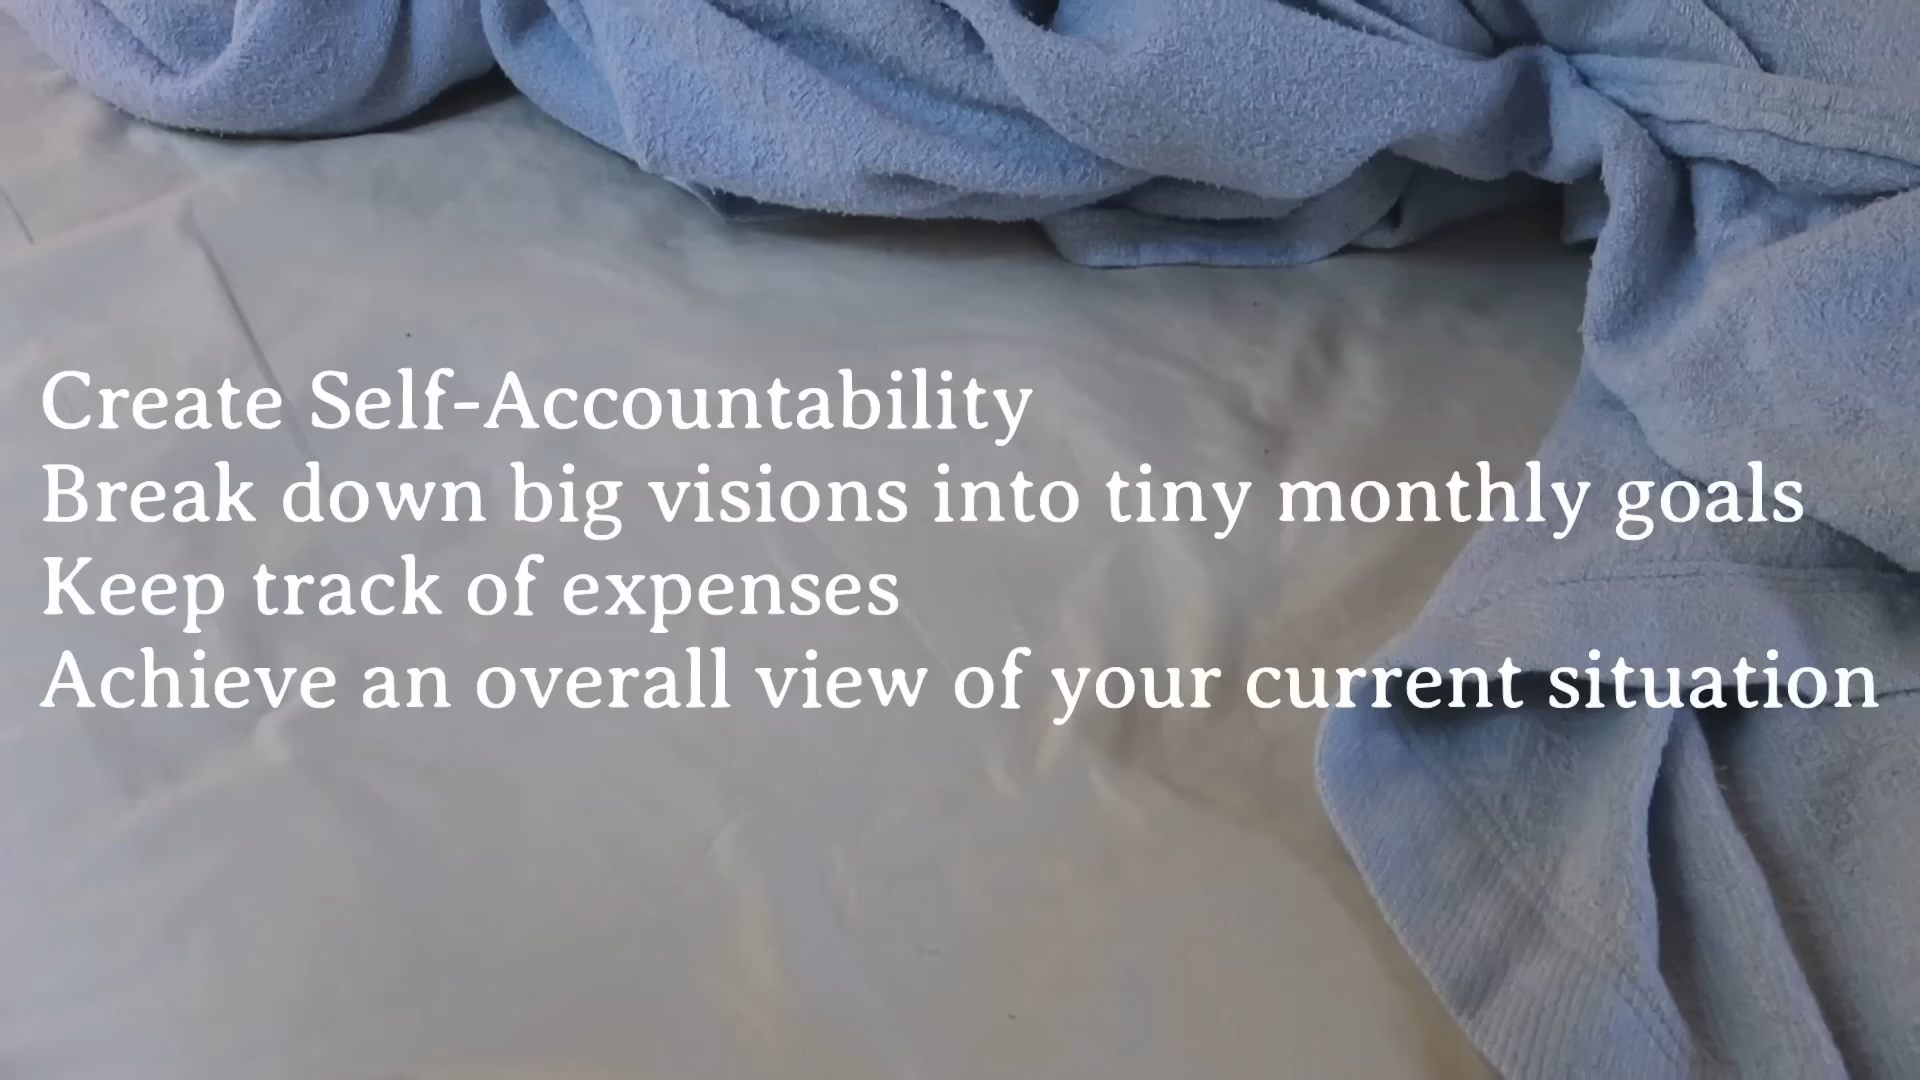 Create Self-Accountability
Break down big visions into tiny monthly goals
Keep track of expenses
Achieve an overall view of your current situation